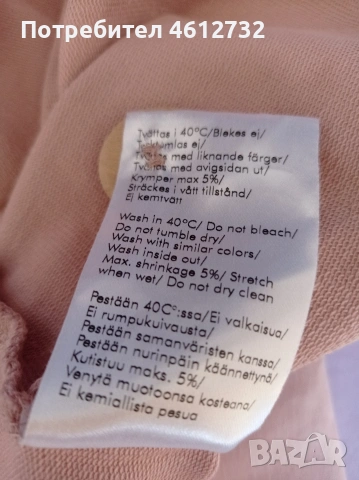 Потребител 4612732
Tvättas i 40°C/Blekes ej/
Torktumlas ej/
Tvättas med liknande färger/
Tvättas med avigsidan ut/
Krymper max 5%/
Sträckes i vått tillstånd/
Ej kemtvätt
Wash in 40°C/ Do not bleach/
Do not tumble dry/
Wash with similar colors/
Wash inside out/
Max. shrinkage 5%/ Stretch
when wet/ Do not dry clean
Pestään 40C°:ssa/Ei valkaisua/
Ei rumpukuivausta/
Pestään samanväristen kanssa/
Pestään nurinpäin käännettynä/
Kutistuu maks. 5%/
Venytä muotoonsa kosteana/
Ei kemiallista pesua
BAZAR
.bg